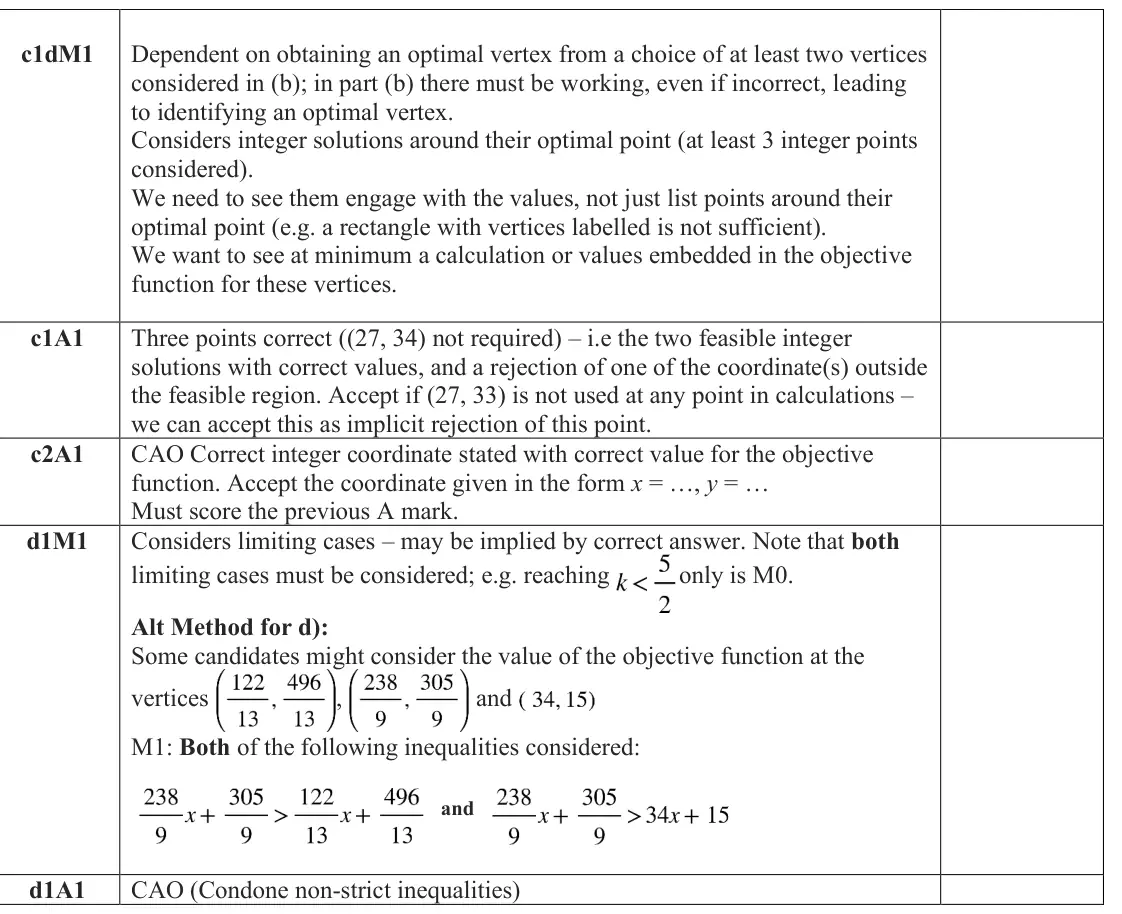 c1dM1 Dependent on obtaining an optimal vertex from a choice of at least two vertices
considered in (b); in part (b) there must be working, even if incorrect, leading
to identifying an optimal vertex.
Considers integer solutions around their optimal point (at least 3 integer points
considered).
We need to see them engage with the values, not just list points around their
optimal point (e.g. a rectangle with vertices labelled is not sufficient).
We want to see at minimum a calculation or values embedded in the objective
function for these vertices.
c1A1 Three points correct ((27, 34) not required) – i.e the two feasible integer
solutions with correct values, and a rejection of one of the coordinate(s) outside
the feasible region. Accept if (27, 33) is not used at any point in calculations –
we can accept this as implicit rejection of this point.
c2A1 CAO Correct integer coordinate stated with correct value for the objective
function. Accept the coordinate given in the form x = …, y = …
Must score the previous A mark.
d1M1 Considers limiting cases – may be implied by correct answer. Note that both
limiting cases must be considered; e.g. reaching k < 5/2 only is M0.
Alt Method for d):
Some candidates might consider the value of the objective function at the
vertices (122/13, 496/13), (238/9, 305/9) and ( 34, 15)
M1: Both of the following inequalities considered:
238/9 x + 305/9 > 122/13 x + 496/13 and 238/9 x + 305/9 > 34x + 15
d1A1 CAO (Condone non-strict inequalities)